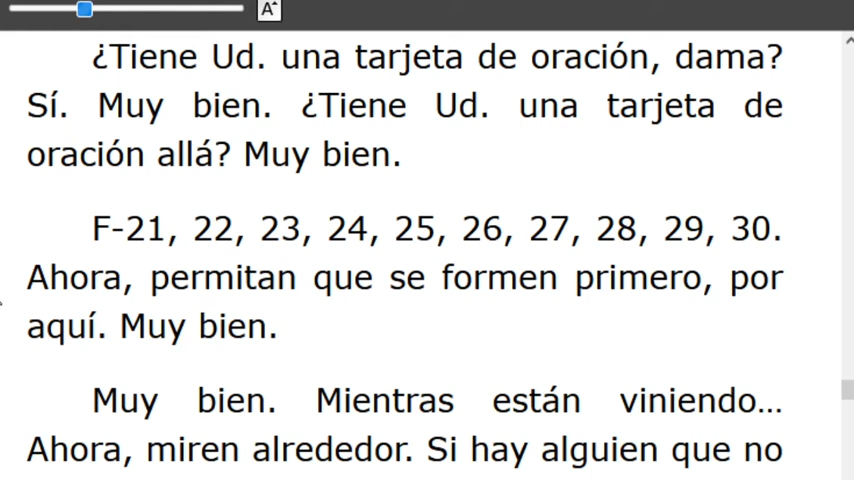 A
¿Tiene Ud. una tarjeta de oración, dama?
Sí. Muy bien. ¿Tiene Ud. una tarjeta de
oración allá? Muy bien.
F-21, 22, 23, 24, 25, 26, 27, 28, 29, 30.
Ahora, permitan que se formen primero, por
aquí. Muy bien.
Muy bien. Mientras están viniendo...
Ahora, miren alrededor. Si hay alguien que no